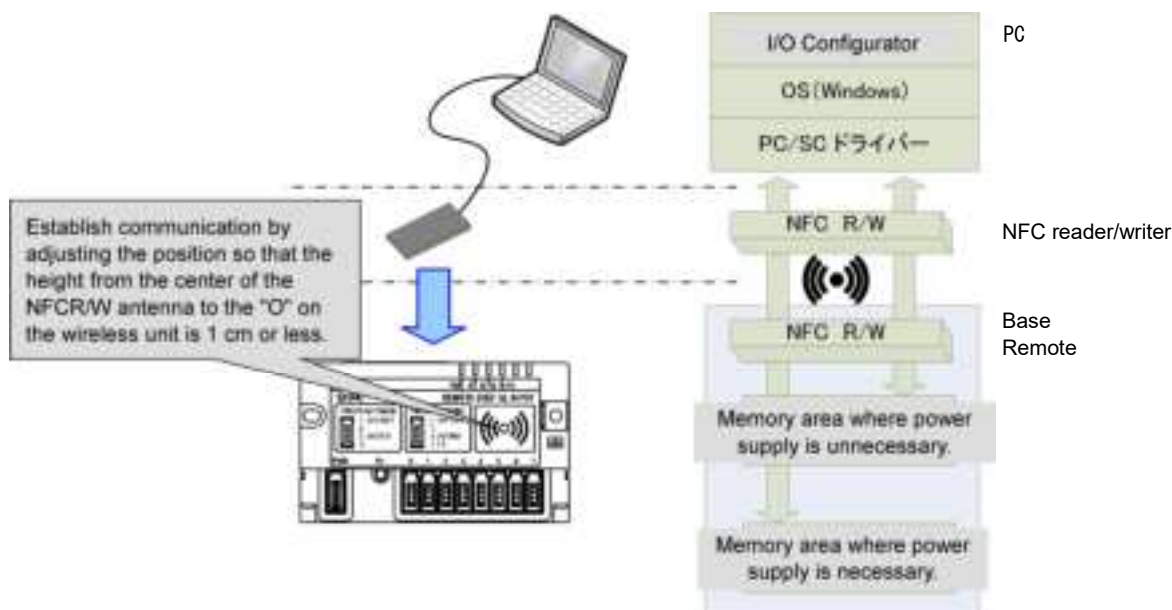 I/O Configurator
PC
OS(Windows)
PC/SC ドライバー
Establish communication by
adjusting the position so that the
height from the center of the
NFCR/W antenna to the "O" on
the wireless unit is 1 cm or less.
NFC R/W
NFC reader/writer
NFC R/W
Base
Remote
Memory area where power
supply is unnecessary.
Memory area where power
supply is necessary.